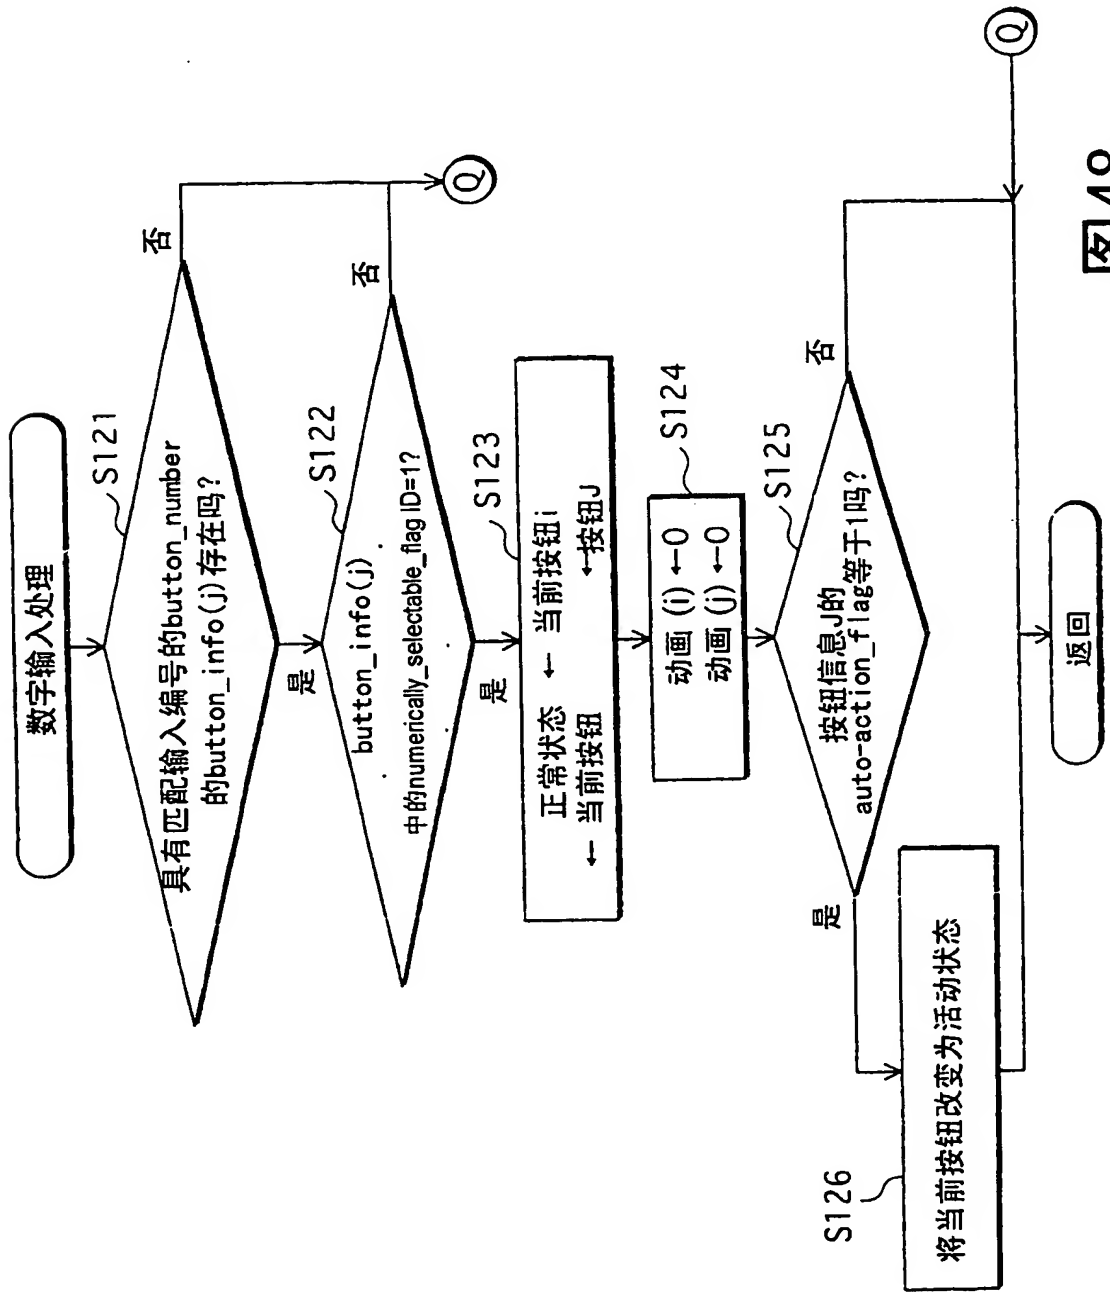 数字输入处理
S121
具有匹配输入编号的button_number
的button_info(j)存在吗?
否
是
S122
button_info(j)
中的numerically_selectable_flag ID=1?
否
Q
是
S123
正常状态 ← 当前按钮i
← 当前按钮 ←按钮J
S124
动画 (i) ←0
动画 (j) ←0
S125
按钮信息J的
auto-action_flag等于1吗?
否
是
S126
将当前按钮改变为活动状态
Q
返回